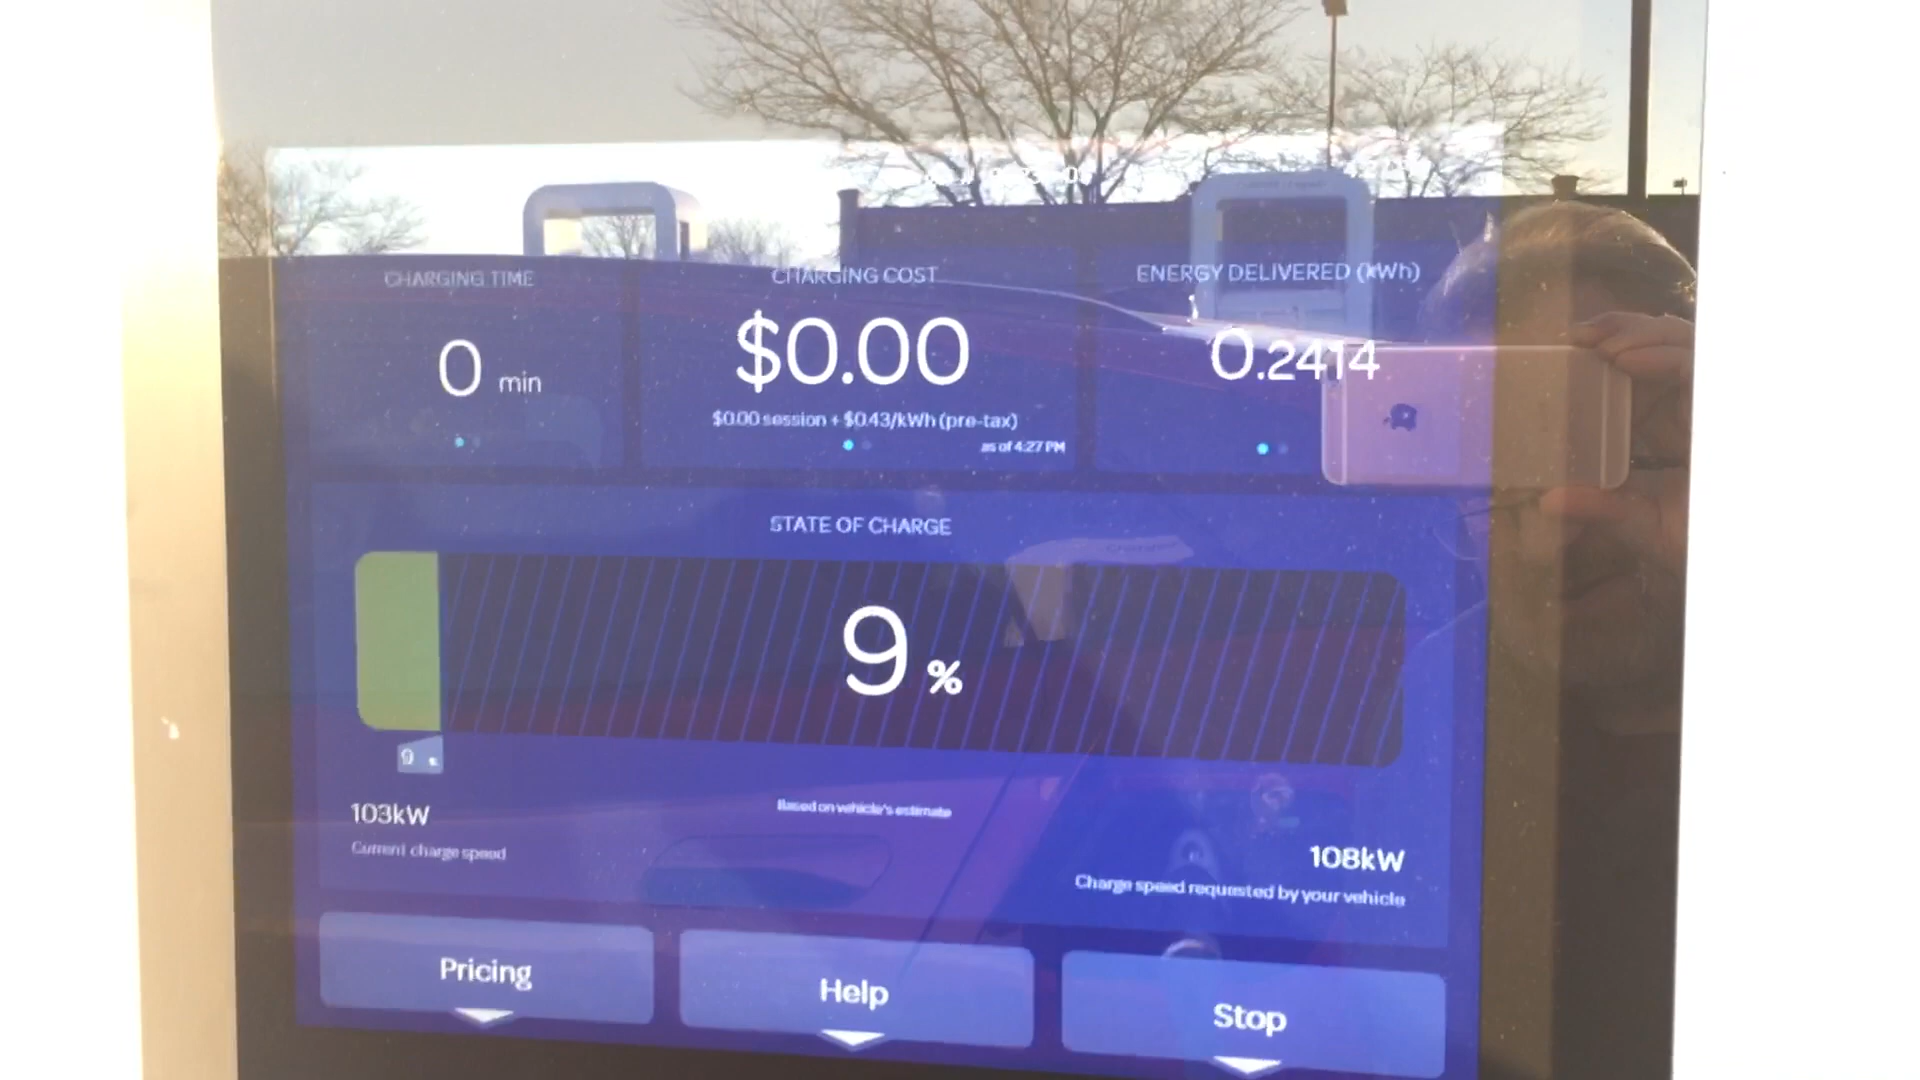 CHARGING TIME
0 min
CHARGING COST
$0.00
$0.00 session + $0.43/kWh (pre-tax)
as of 4:27 PM
ENERGY DELIVERED (kWh)
0.2414
STATE OF CHARGE
9 %
9
103kW
Current charge speed
Based on vehicle's estimate
108kW
Charge speed requested by your vehicle
Pricing
Help
Stop